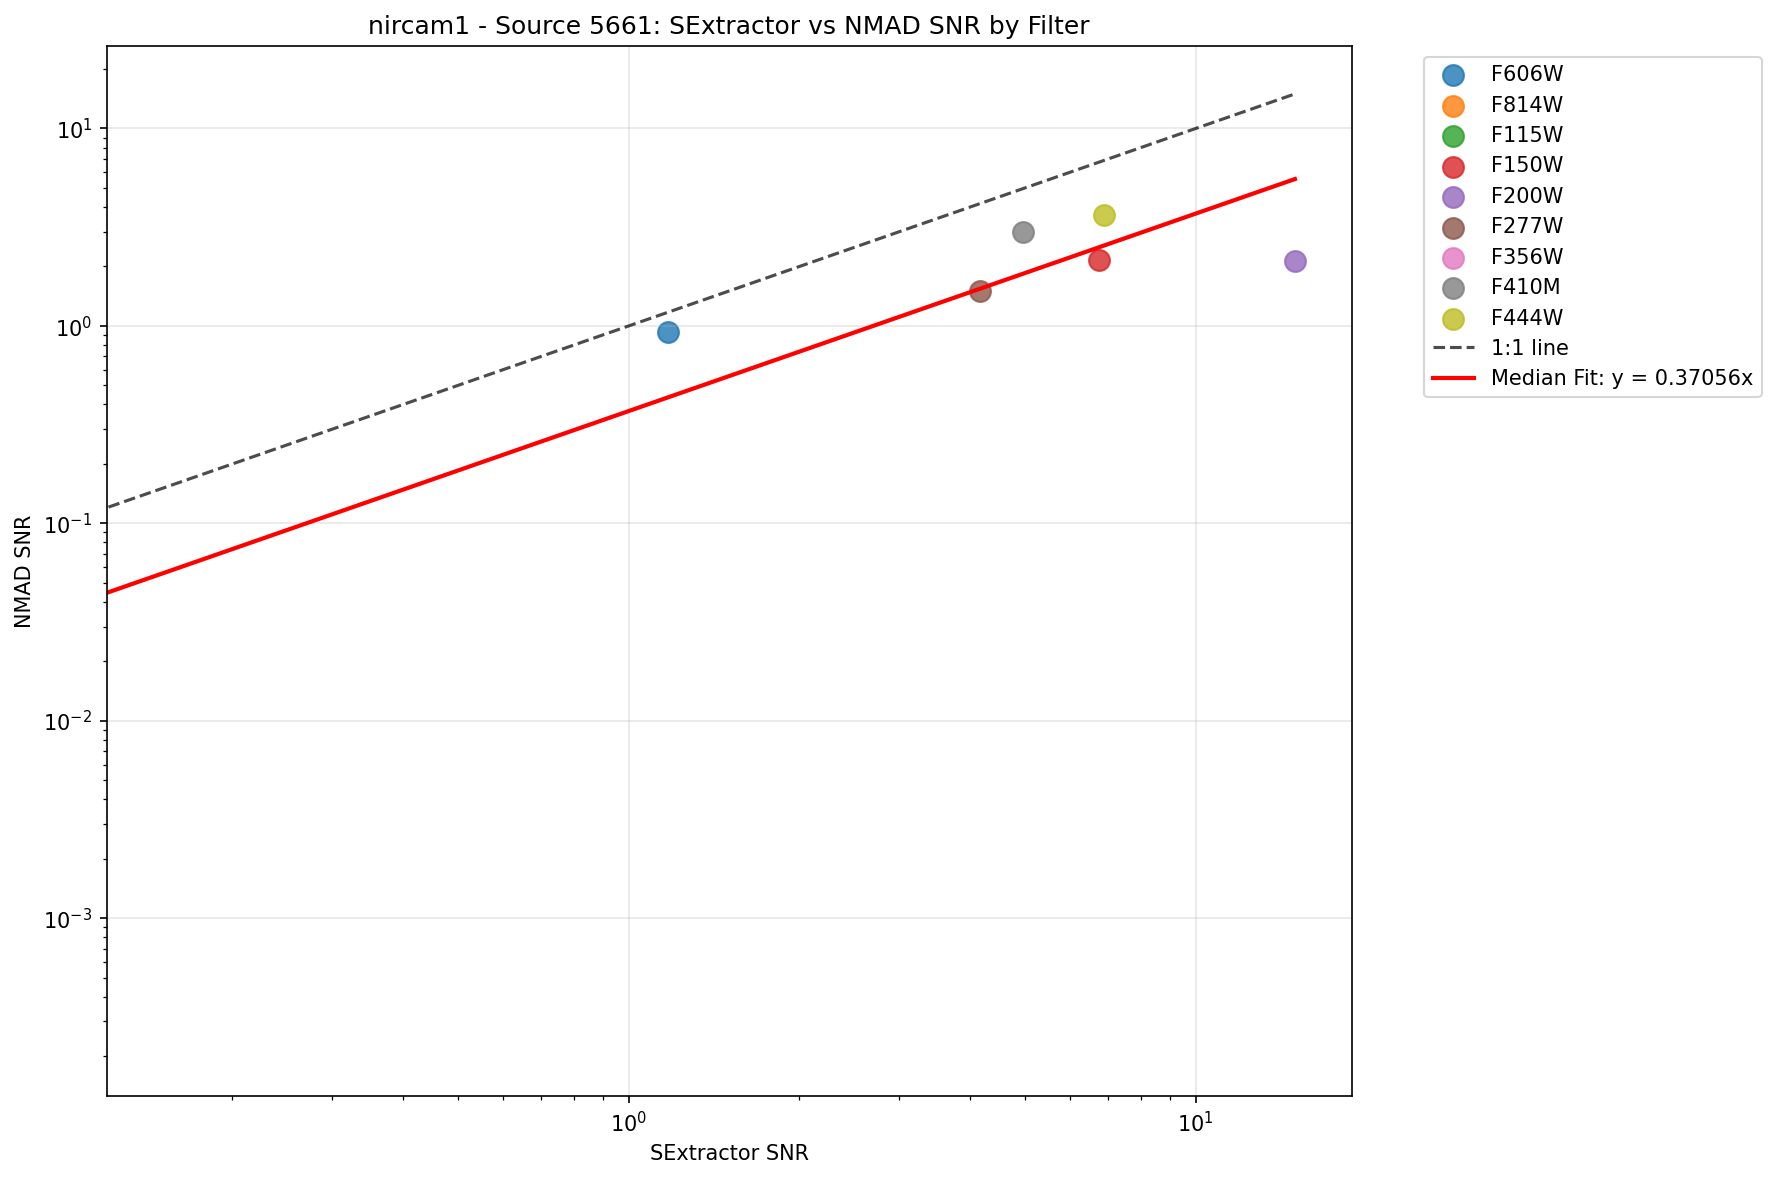 nircam1 - Source 5661: SExtractor vs NMAD SNR by Filter
NMAD SNR
10¹
10⁰
10⁻¹
10⁻²
10⁻³
10⁰
10¹
SExtractor SNR
F606W
F814W
F115W
F150W
F200W
F277W
F356W
F410M
F444W
1:1 line
Median Fit: y = 0.37056x